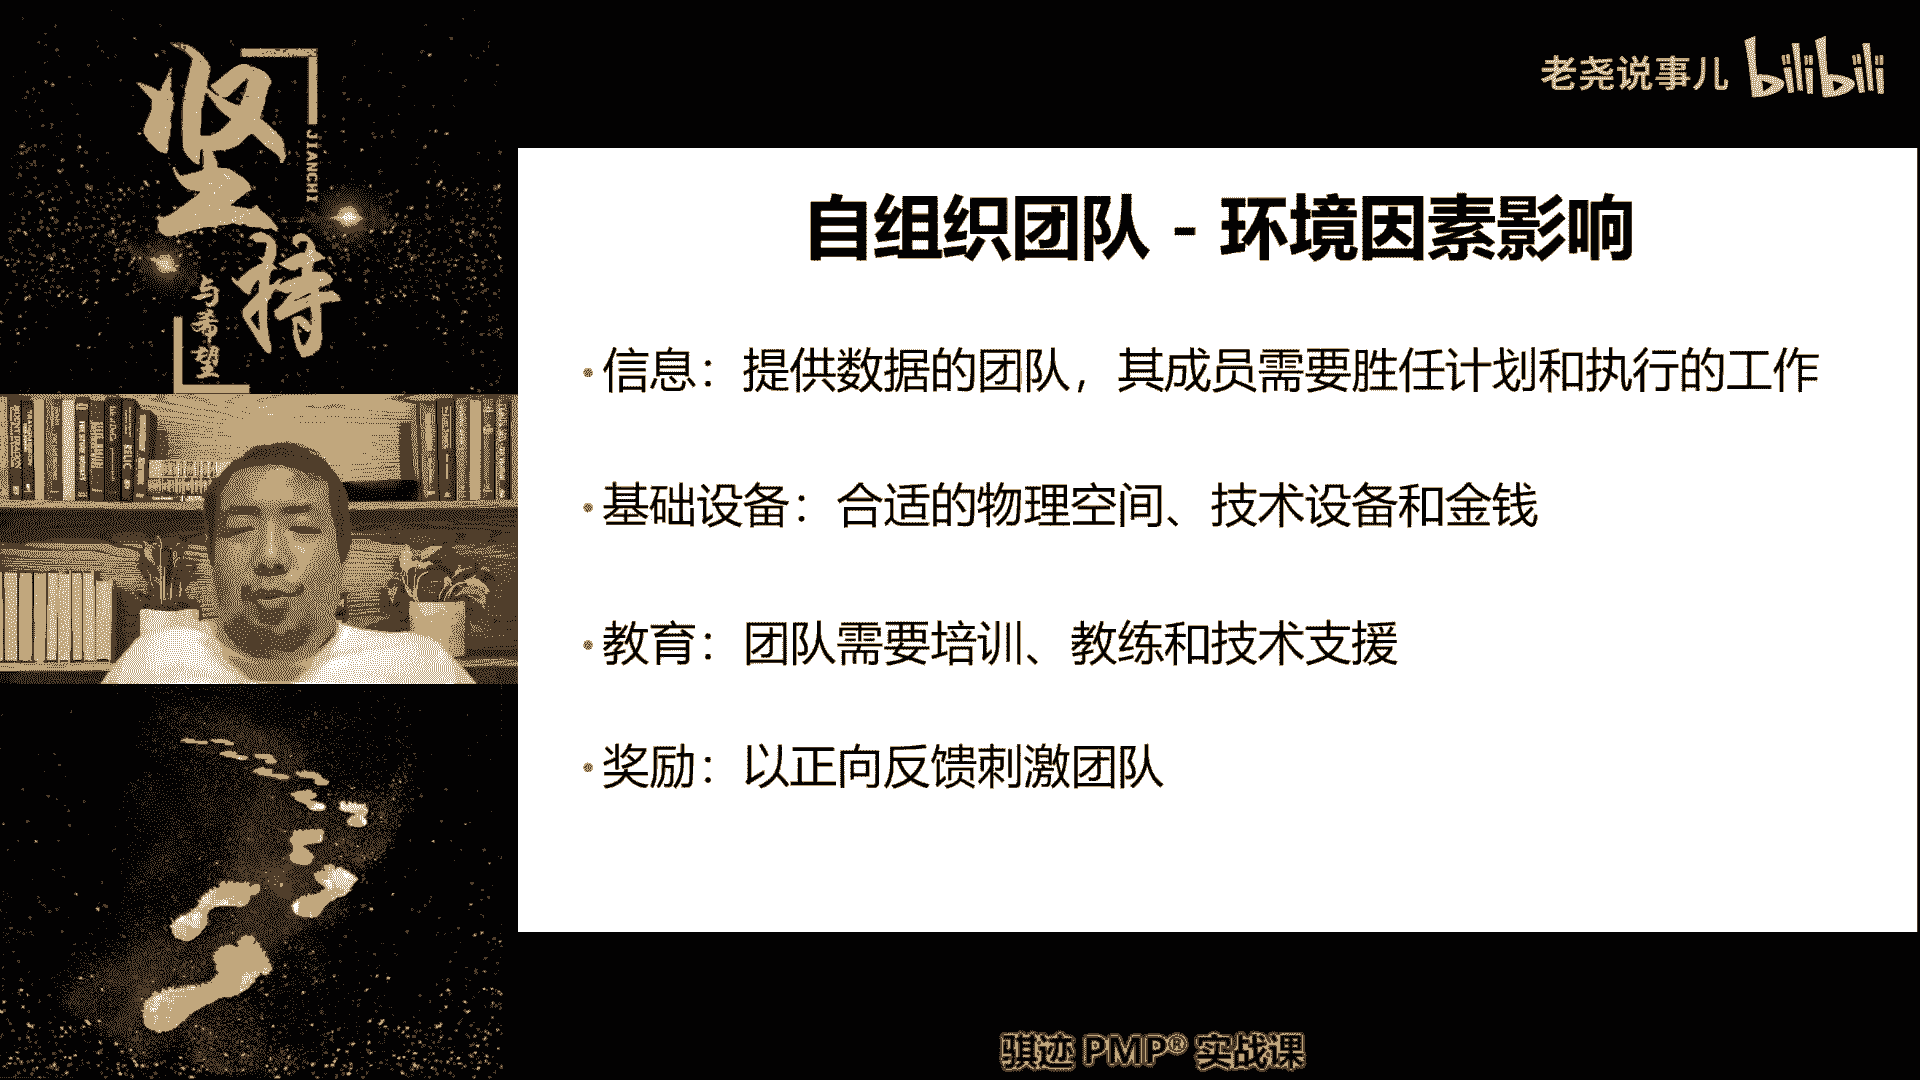 坚持
JIANCHI
与希望
老尧说事儿 bilibili
自组织团队 - 环境因素影响
• 信息：提供数据的团队，其成员需要胜任计划和执行的工作
• 基础设备：合适的物理空间、技术设备和金钱
• 教育：团队需要培训、教练和技术支援
• 奖励：以正向反馈刺激团队
骐迹 PMP® 实战课